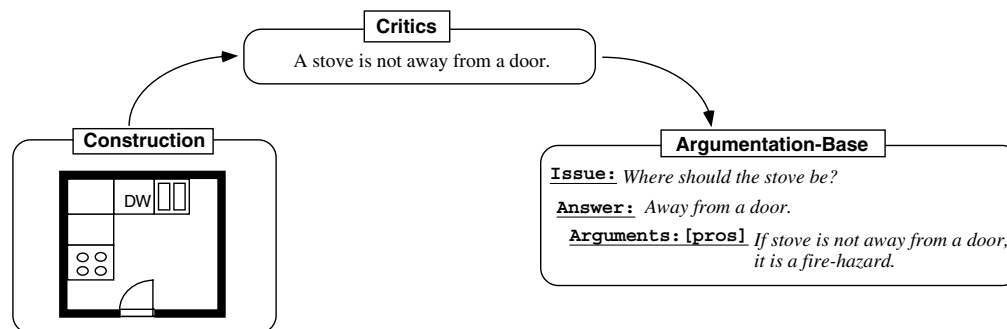 Critics
A stove is not away from a door.
Construction
DW
Argumentation-Base
Issue: Where should the stove be?
Answer: Away from a door.
Arguments:[pros] If stove is not away from a door,
it is a fire-hazard.